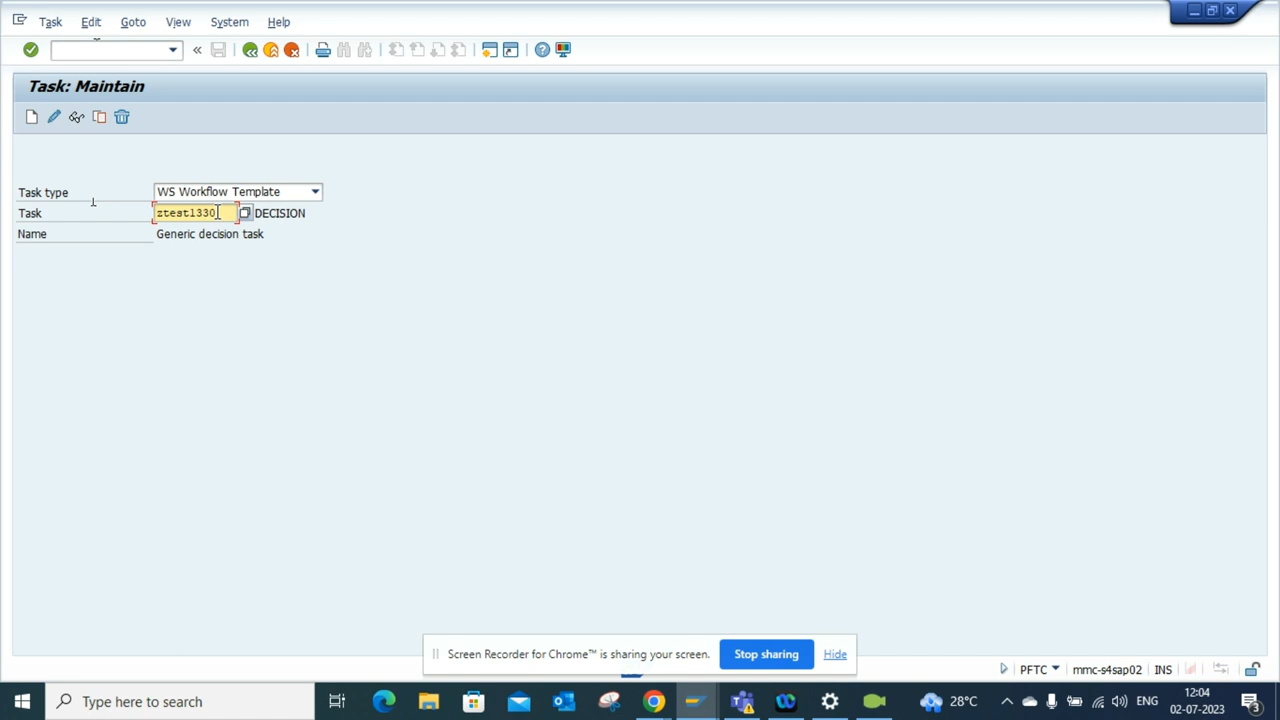 Task Edit Goto View System Help
Task: Maintain
Task type WS Workflow Template
Task ztest1330 DECISION
Name Generic decision task
Screen Recorder for Chrome™ is sharing your screen. Stop sharing Hide
PFTC mmc-s4sap02 INS
Type here to search 28°C ENG 12:04 02-07-2023 3